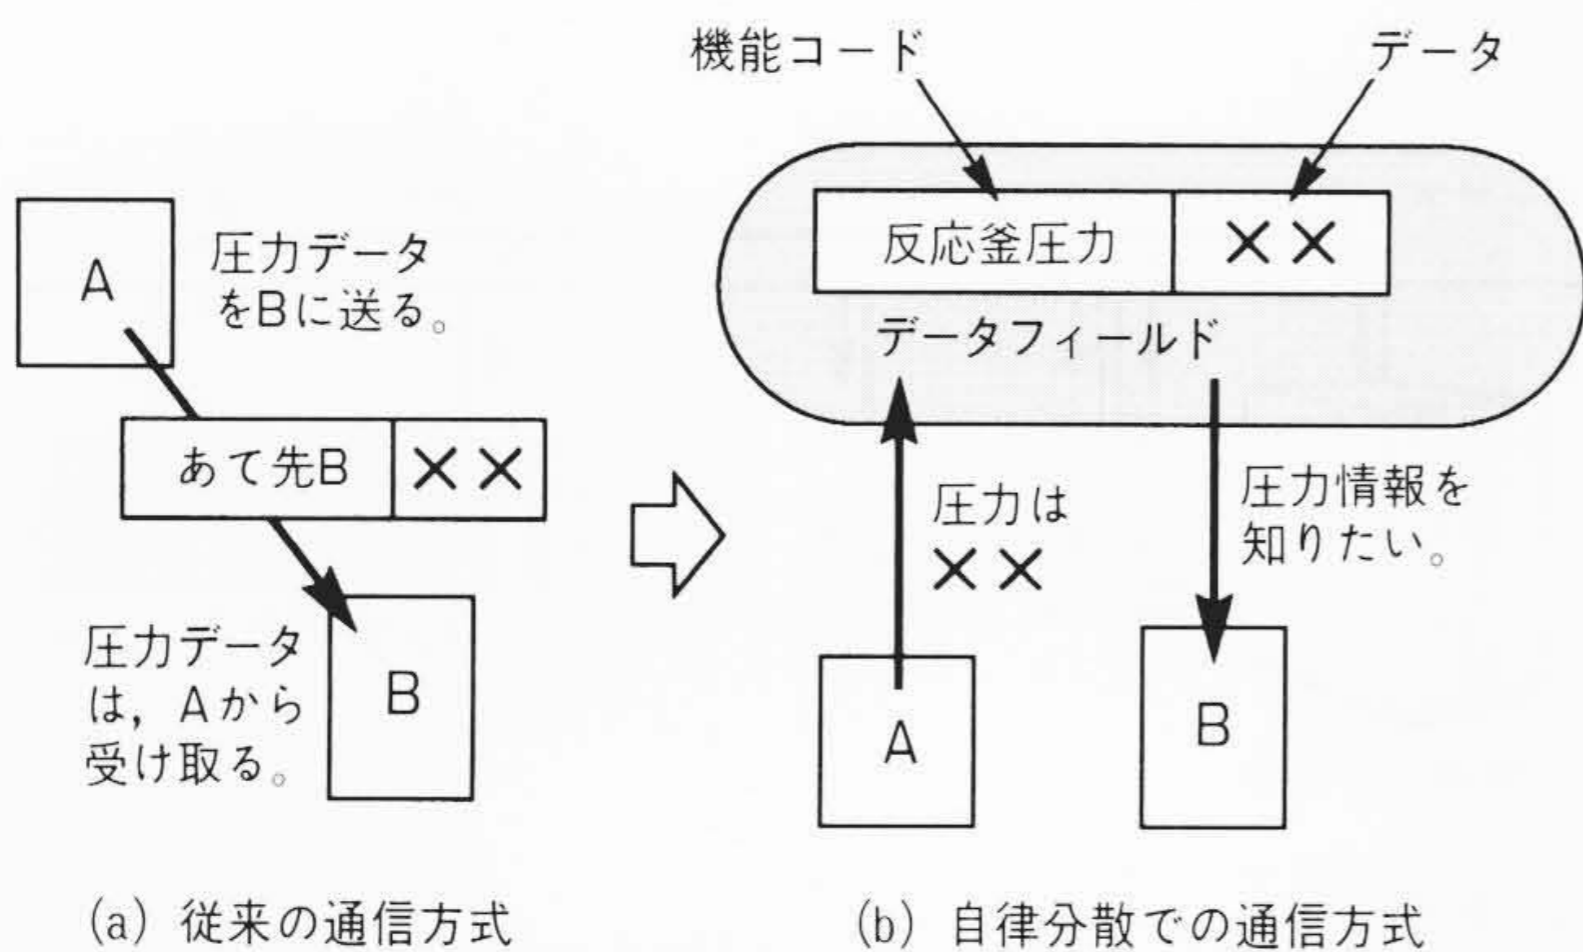 機能コード
データ
A
圧力データ
をBに送る。
あて先B
××
圧力データ
は，Aから
受け取る。
B
反応釜圧力
××
データフィールド
圧力は
××
圧力情報を
知りたい。
A
B
(a) 従来の通信方式
(b) 自律分散での通信方式